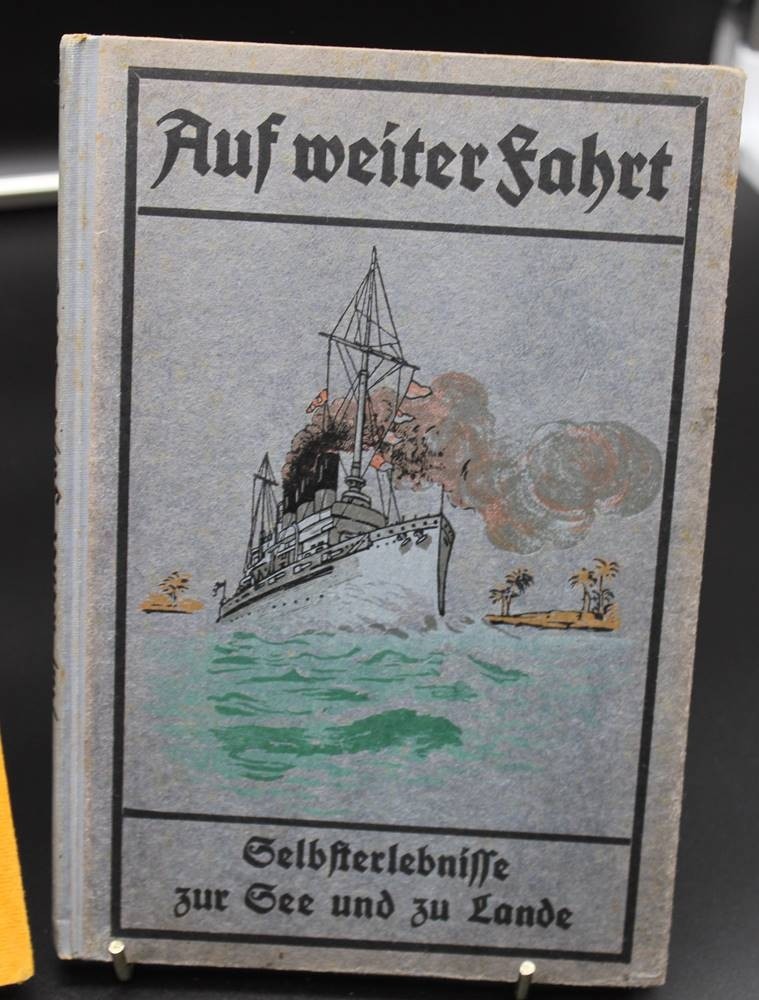 Auf weiter Fahrt
Selbsterlebnisse
zur See und zu Lande